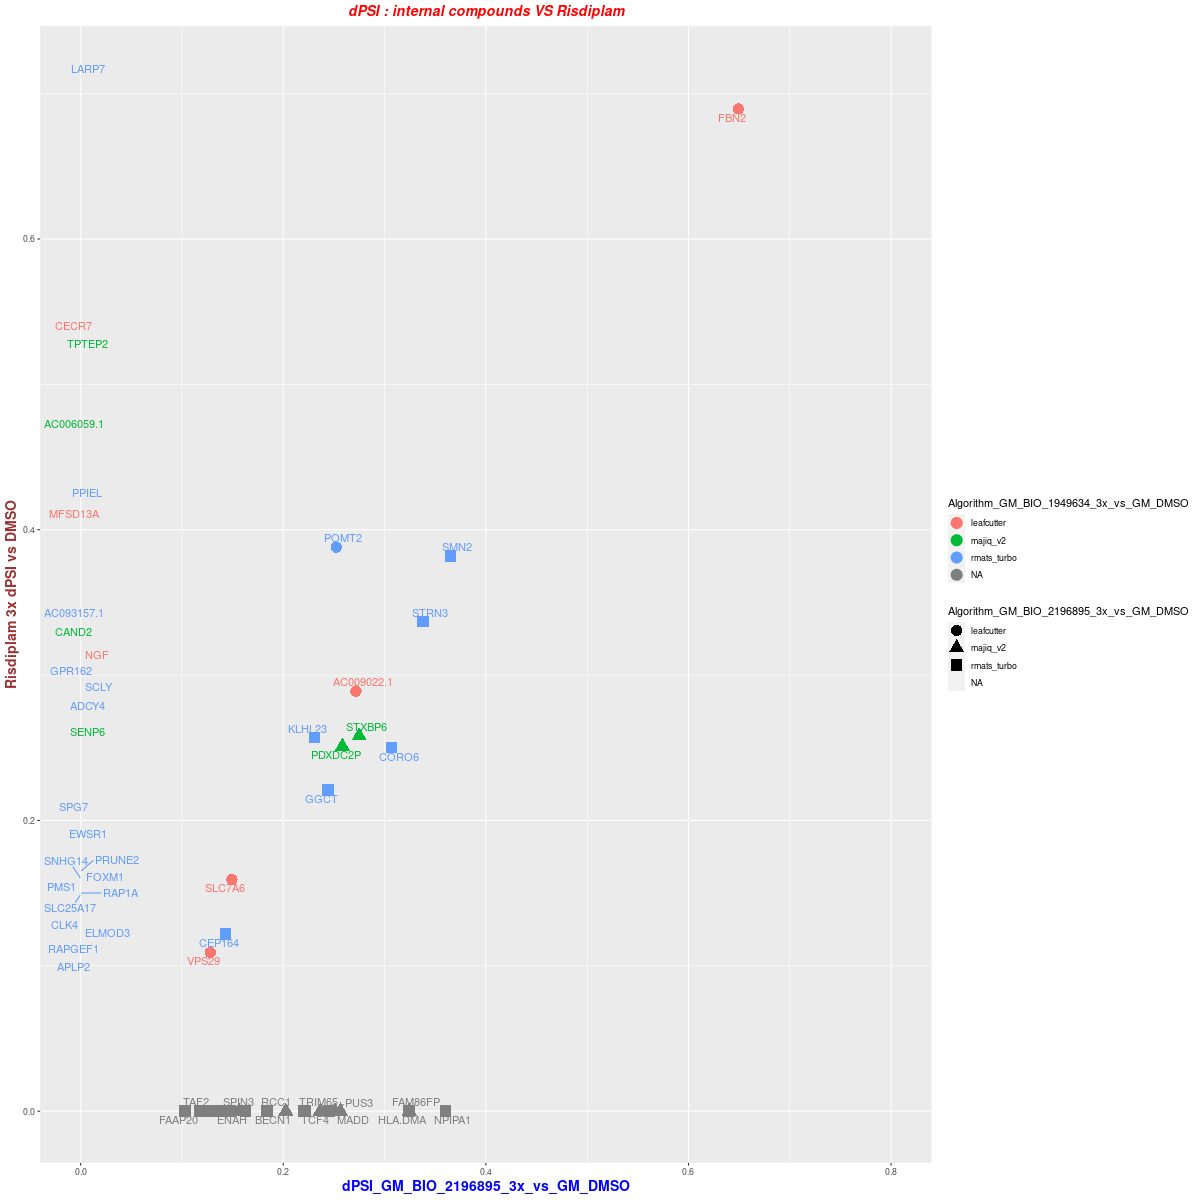 dPSI : internal compounds VS Risdiplam
LARP7
FBN2
0.6
CECR7
TPTEP2
AC006059.1
PPIEL
MFSD13A
0.4
POMT2
SMN2
AC093157.1
STRN3
CAND2
NGF
GPR162
AC009022.1
SCLY
ADCY4
SENP6
KLHL23
STXBP6
PDXDC2P
CORO6
GGCT
SPG7
0.2
EWSR1
SNHG14
PRUNE2
FOXM1
PMS1
RAP1A
SLC7A6
SLC25A17
CLK4
ELMOD3
CEP164
RAPGEF1
VPS29
APLP2
0.0
TAF2
SPIN3
RCC1
TRIM65
PUS3
FAM86FP
FAAP20
ENAH
BECN1
TCF4
MADD
HLA.DMA
NPIPA1
0.0
0.2
0.4
0.6
0.8
dPSI_GM_BIO_2196895_3x_vs_GM_DMSO
Risdiplam 3x dPSI vs DMSO
Algorithm_GM_BIO_1949634_3x_vs_GM_DMSO
leafcutter
majiq_v2
rmats_turbo
NA
Algorithm_GM_BIO_2196895_3x_vs_GM_DMSO
leafcutter
majiq_v2
rmats_turbo
NA